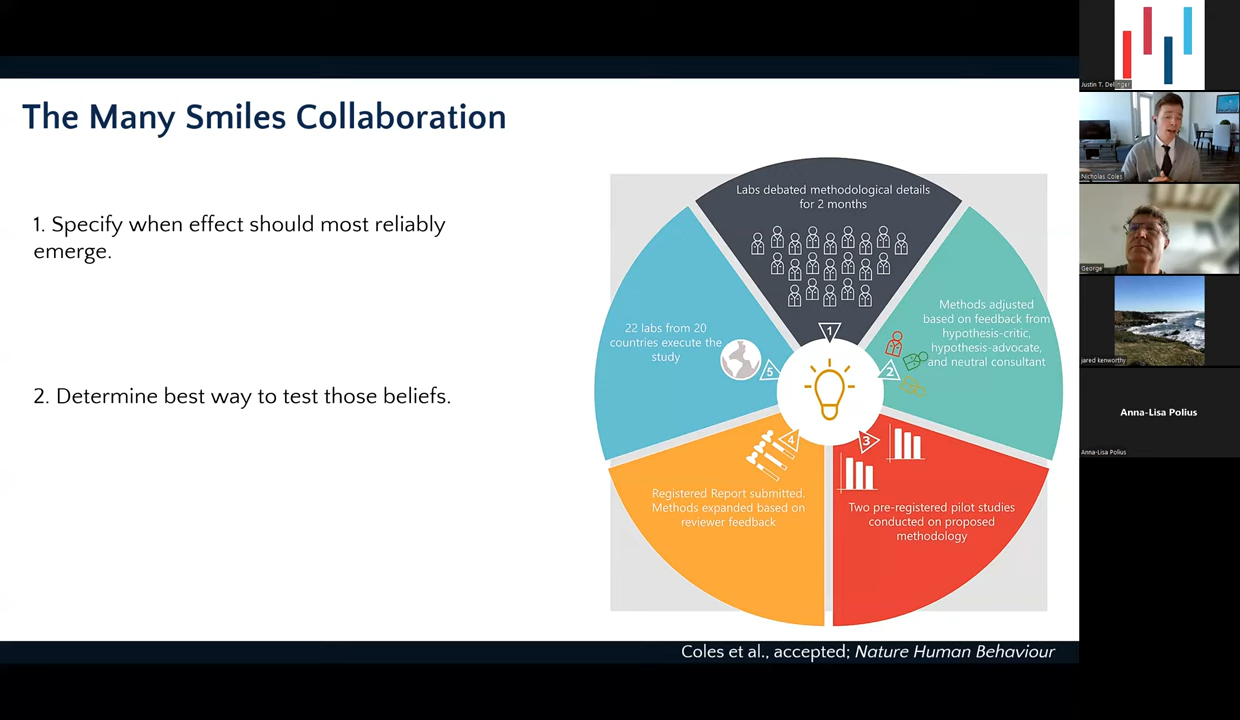 The Many Smiles Collaboration
1. Specify when effect should most reliably
emerge.
2. Determine best way to test those beliefs.
Labs debated methodological details
for 2 months
1
Methods adjusted
based on feedback from
hypothesis-critic,
hypothesis-advocate,
and neutral consultant
2
Two pre-registered pilot studies
conducted on proposed
methodology
3
Registered Report submitted.
Methods expanded based on
reviewer feedback
4
22 labs from 20
countries execute the
study
5
Coles et al., accepted; Nature Human Behaviour
Justin T. Dellinger
Nicholas Coles
George
jared kenworthy
Anna-Lisa Polius
Anna-Lisa Polius